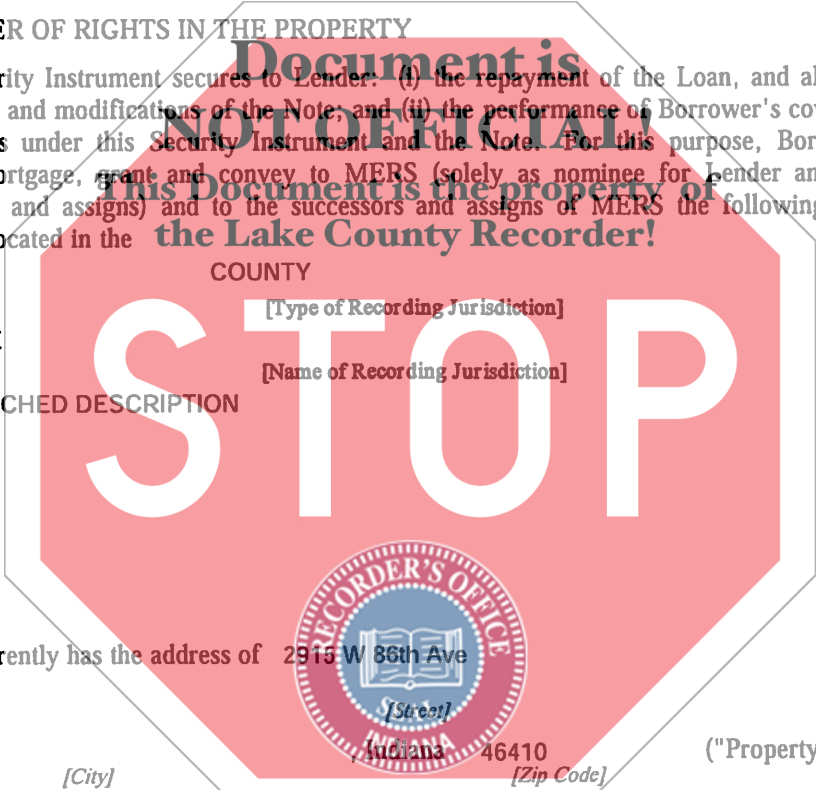 ER OF RIGHTS IN THE PROPERTY
Document is
rity Instrument secures to Lender: (i) the repayment of the Loan, and al
and modifications of the Note; and (ii) the performance of Borrower's cov
NOT OFFICIAL!
s under this Security Instrument and the Note. For this purpose, Bor
ortgage, grant and convey to MERS (solely as nominee for Lender an
This Document is the property of
and assigns) and to the successors and assigns of MERS the following
the Lake County Recorder!
ocated in the
COUNTY
[Type of Recording Jurisdiction]
[Name of Recording Jurisdiction]
CHED DESCRIPTION
STOP
RECORDER'S OFFICE
rently has the address of 2915 W 86th Ave
SEAL
[Street]
INDIANA
, Indiana 46410 ("Property
[City] [Zip Code]